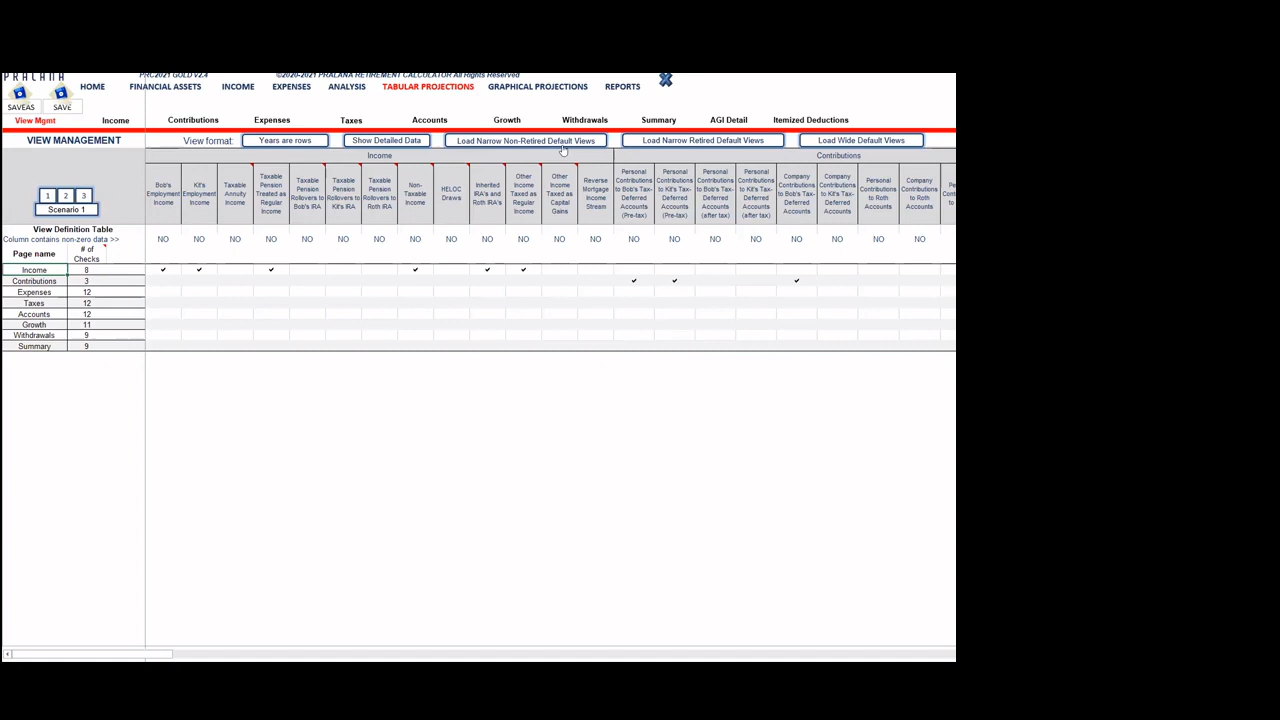 PRALANA
PRC2021 GOLD V2.4
©2020-2021 PRALANA RETIREMENT CALCULATOR All Rights Reserved
HOME FINANCIAL ASSETS INCOME EXPENSES ANALYSIS TABULAR PROJECTIONS GRAPHICAL PROJECTIONS REPORTS
SAVEAS SAVE
View Mgmt Income Contributions Expenses Taxes Accounts Growth Withdrawals Summary AGI Detail Itemized Deductions
VIEW MANAGEMENT View format: Years are rows Show Detailed Data Load Narrow Non-Retired Default Views Load Narrow Retired Default Views Load Wide Default Views
Income Contributions
1 2 3
Scenario 1
Bob's Employment Income
Kit's Employment Income
Taxable Annuity Income
Taxable Pension Treated as Regular Income
Taxable Pension Rollovers to Bob's IRA
Taxable Pension Rollovers to Kit's IRA
Taxable Pension Rollovers to Roth IRA
Non-Taxable Income
HELOC Draws
Inherited IRA's and Roth IRA's
Other Income Taxed as Regular Income
Other Income Taxed as Capital Gains
Reverse Mortgage Income Stream
Personal Contributions to Bob's Tax-Deferred Accounts (Pre-tax)
Personal Contributions to Kit's Tax-Deferred Accounts (Pre-tax)
Personal Contributions to Bob's Tax-Deferred Accounts (after tax)
Personal Contributions to Kit's Tax-Deferred Accounts (after tax)
Company Contributions to Bob's Tax-Deferred Accounts
Company Contributions to Kit's Tax-Deferred Accounts
Personal Contributions to Roth Accounts
Company Contributions to Roth Accounts
View Definition Table
Column contains non-zero data >> NO NO NO NO NO NO NO NO NO NO NO NO NO NO NO NO NO NO NO NO NO
Page name # of Checks
Income 8 ✓ ✓ ✓ ✓ ✓ ✓
Contributions 3 ✓ ✓ ✓
Expenses 12
Taxes 12
Accounts 12
Growth 11
Withdrawals 9
Summary 9